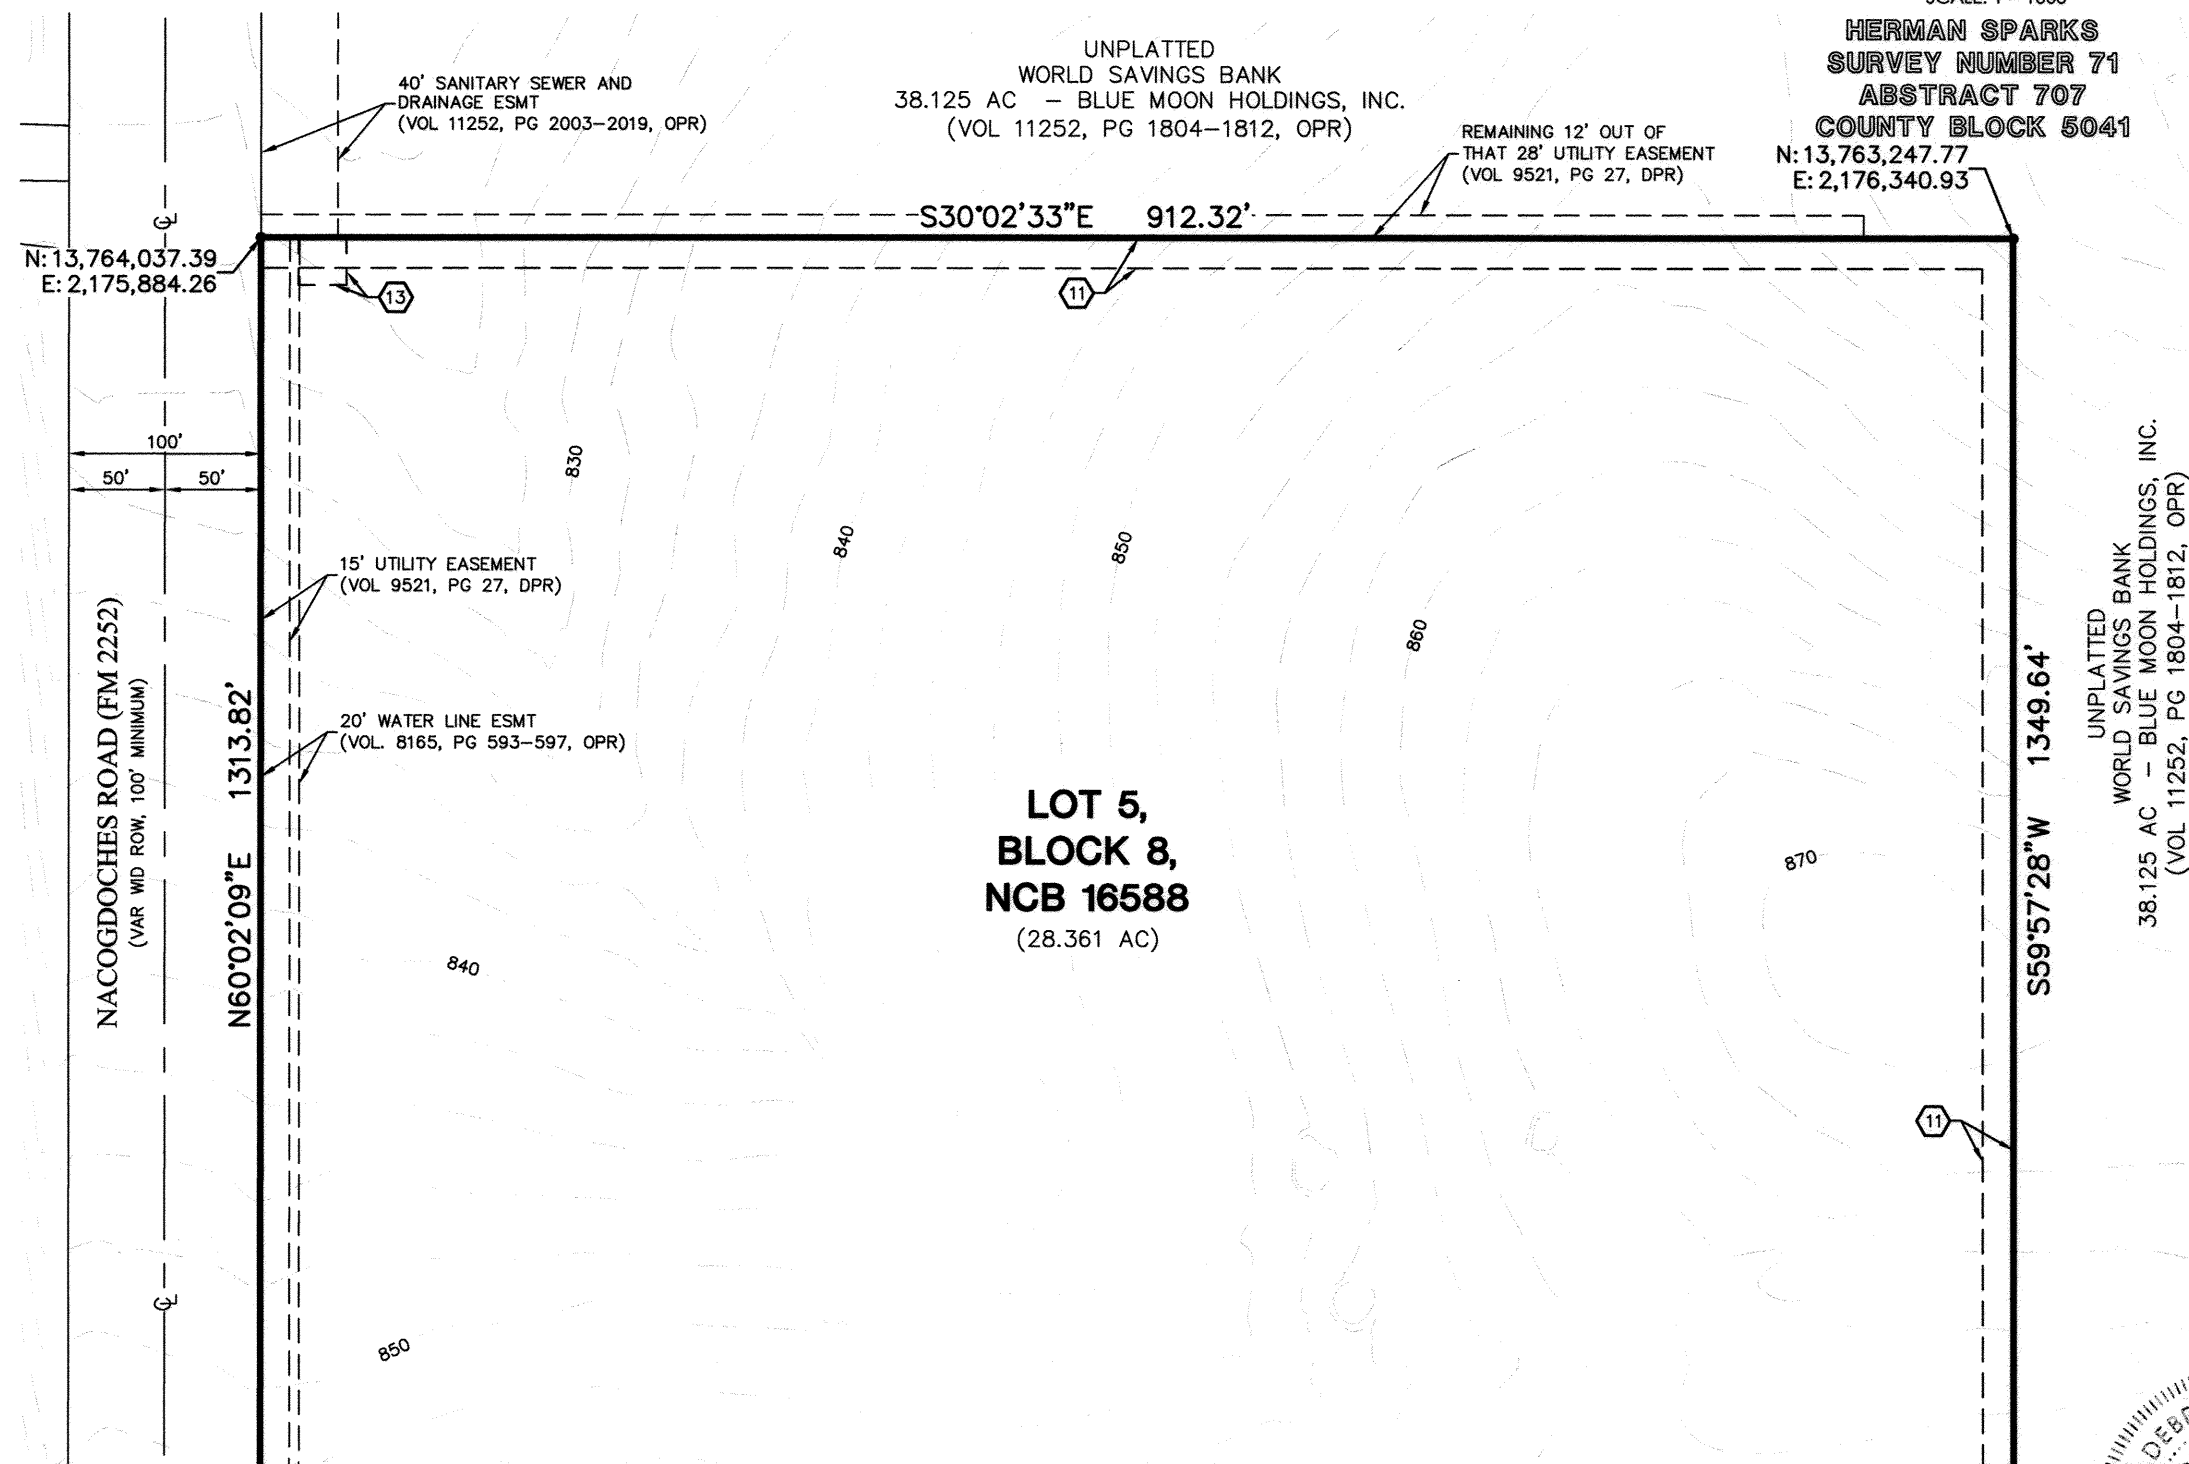 HERMAN SPARKS
SURVEY NUMBER 71
ABSTRACT 707
COUNTY BLOCK 5041
N: 13,763,247.77
E: 2,176,340.93
UNPLATTED
WORLD SAVINGS BANK
38.125 AC – BLUE MOON HOLDINGS, INC.
(VOL 11252, PG 1804–1812, OPR)
40' SANITARY SEWER AND
DRAINAGE ESMT
(VOL 11252, PG 2003–2019, OPR)
REMAINING 12' OUT OF
THAT 28' UTILITY EASEMENT
(VOL 9521, PG 27, DPR)
S30°02'33"E 912.32'
N: 13,764,037.39
E: 2,175,884.26
13
11
100'
50' 50'
830
840
850
860
870
15' UTILITY EASEMENT
(VOL 9521, PG 27, DPR)
20' WATER LINE ESMT
(VOL. 8165, PG 593–597, OPR)
NACOGDOCHES ROAD (FM 2252)
(VAR WID ROW, 100' MINIMUM)
N60°02'09"E 1313.82'
LOT 5,
BLOCK 8,
NCB 16588
(28.361 AC)
S59°57'28"W 1349.64'
UNPLATTED
WORLD SAVINGS BANK
38.125 AC – BLUE MOON HOLDINGS, INC.
(VOL 11252, PG 1804–1812, OPR)
840
11
850